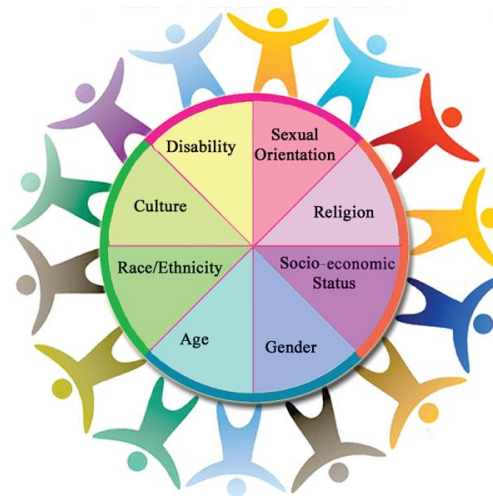 Disability
Sexual
Orientation
Culture
Religion
Race/Ethnicity
Socio-economic
Status
Age
Gender